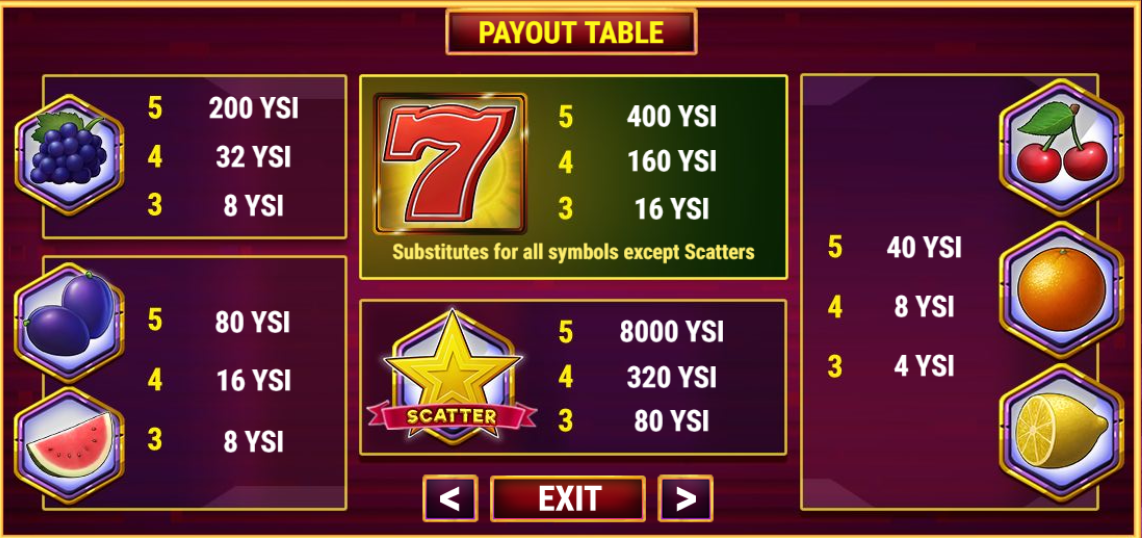 PAYOUT TABLE
5 200 YSI
4 32 YSI
3 8 YSI
5 80 YSI
4 16 YSI
3 8 YSI
7
5 400 YSI
4 160 YSI
3 16 YSI
Substitutes for all symbols except Scatters
SCATTER
5 8000 YSI
4 320 YSI
3 80 YSI
5 40 YSI
4 8 YSI
3 4 YSI
< EXIT >